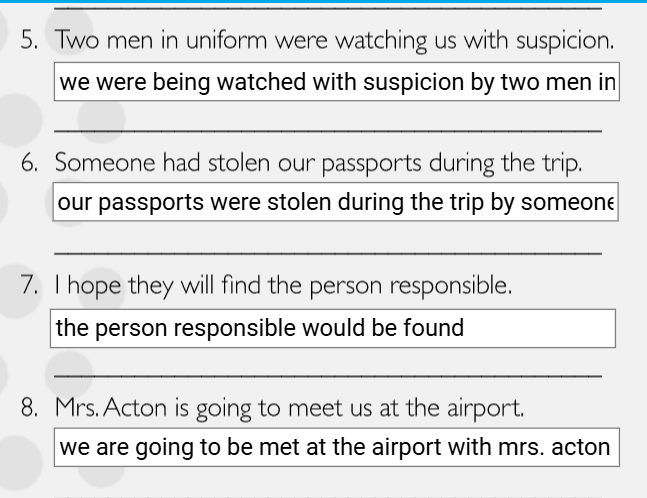 5. Two men in uniform were watching us with suspicion.
we were being watched with suspicion by two men in
6. Someone had stolen our passports during the trip.
our passports were stolen during the trip by someone
7. I hope they will find the person responsible.
the person responsible would be found
8. Mrs. Acton is going to meet us at the airport.
we are going to be met at the airport with mrs. acton